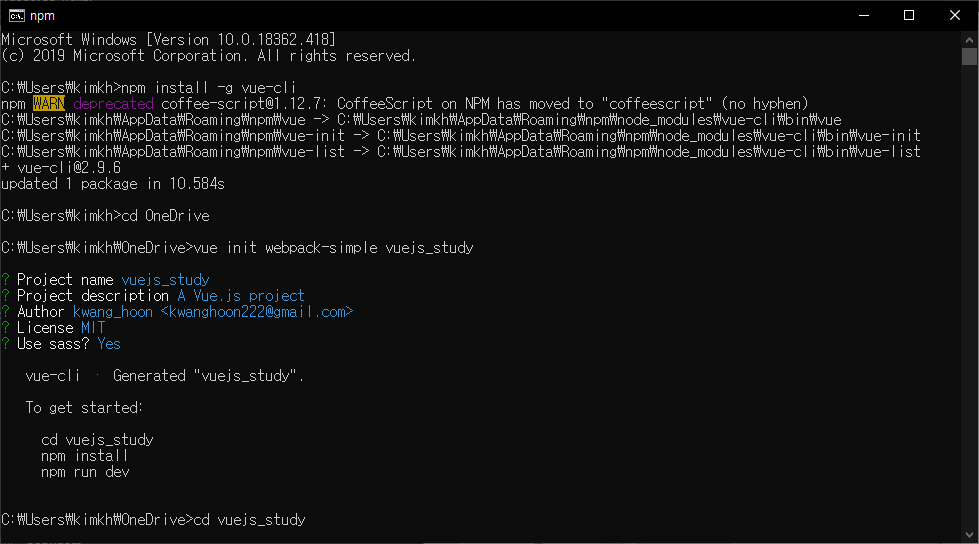 npm
Microsoft Windows [Version 10.0.18362.418]
(c) 2019 Microsoft Corporation. All rights reserved.
C:₩Users₩kimkh>npm install -g vue-cli
npm WARN deprecated coffee-script@1.12.7: CoffeeScript on NPM has moved to "coffeescript" (no hyphen)
C:₩Users₩kimkh₩AppData₩Roaming₩npm₩vue -> C:₩Users₩kimkh₩AppData₩Roaming₩npm₩node_modules₩vue-cli₩bin₩vue
C:₩Users₩kimkh₩AppData₩Roaming₩npm₩vue-init -> C:₩Users₩kimkh₩AppData₩Roaming₩npm₩node_modules₩vue-cli₩bin₩vue-init
C:₩Users₩kimkh₩AppData₩Roaming₩npm₩vue-list -> C:₩Users₩kimkh₩AppData₩Roaming₩npm₩node_modules₩vue-cli₩bin₩vue-list
+ vue-cli@2.9.6
updated 1 package in 10.584s
C:₩Users₩kimkh>cd OneDrive
C:₩Users₩kimkh₩OneDrive>vue init webpack-simple vuejs_study
? Project name vuejs_study
? Project description A Vue.js project
? Author kwang_hoon <kwanghoon222@gmail.com>
? License MIT
? Use sass? Yes
vue-cli · Generated "vuejs_study".
To get started:
cd vuejs_study
npm install
npm run dev
C:₩Users₩kimkh₩OneDrive>cd vuejs_study